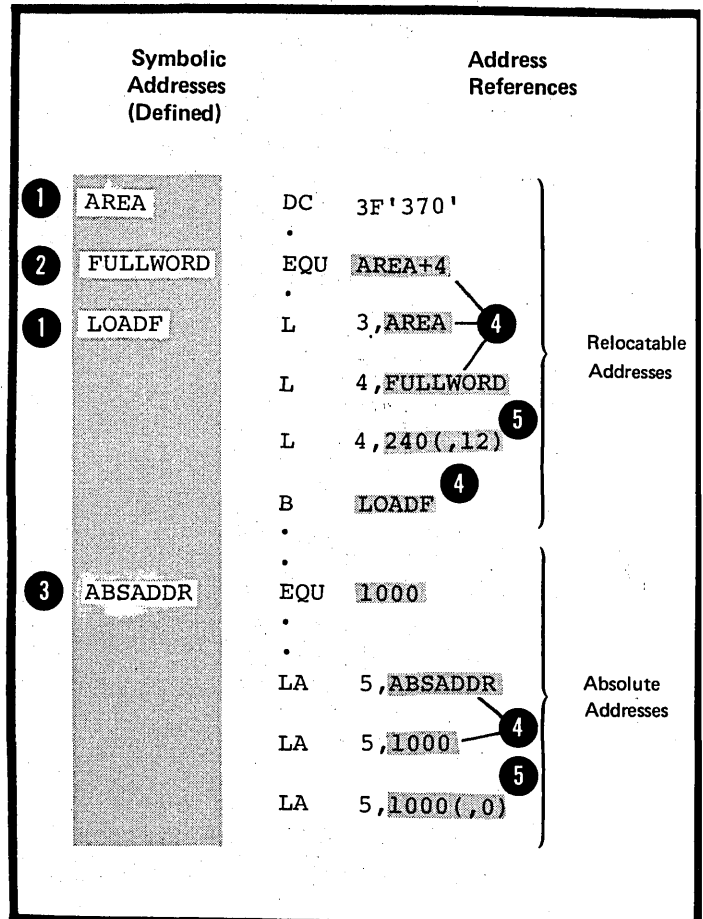 Symbolic Addresses (Defined)
Address References
1 AREA DC 3F'370'
.
2 FULLWORD EQU AREA+4
.
1 LOADF L 3,AREA 4
L 4,FULLWORD
Relocatable Addresses
L 4,240(,12) 5
B LOADF 4
.
.
3 ABSADDR EQU 1000
.
.
LA 5,ABSADDR
Absolute Addresses
4
LA 5,1000
5
LA 5,1000(,0)